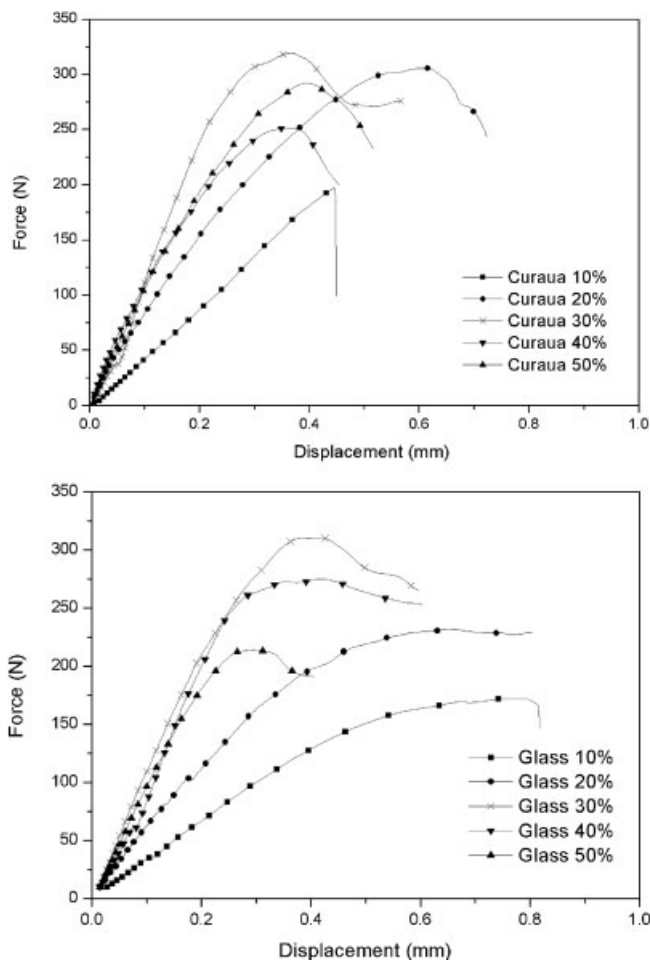 350
300
250
200
150
100
50
0
Force (N)
Curaua 10%
Curaua 20%
Curaua 30%
Curaua 40%
Curaua 50%
0.0 0.2 0.4 0.6 0.8 1.0
Displacement (mm)
350
300
250
200
150
100
50
0
Force (N)
Glass 10%
Glass 20%
Glass 30%
Glass 40%
Glass 50%
0.0 0.2 0.4 0.6 0.8 1.0
Displacement (mm)